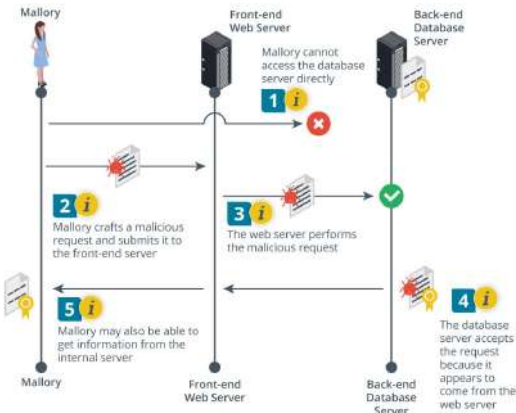 Mallory
Front-end
Web Server
Back-end
Database
Server
Mallory cannot
access the database
server directly
1 i
2 i
Mallory crafts a malicious
request and submits it to
the front-end server
3 i
The web server performs
the malicious request
5 i
Mallory may also be able to
get information from the
internal server
4 i
The database
server accepts
the request
because it
appears to
come from the
web server
Mallory
Front-end
Web Server
Back-end
Database
Server